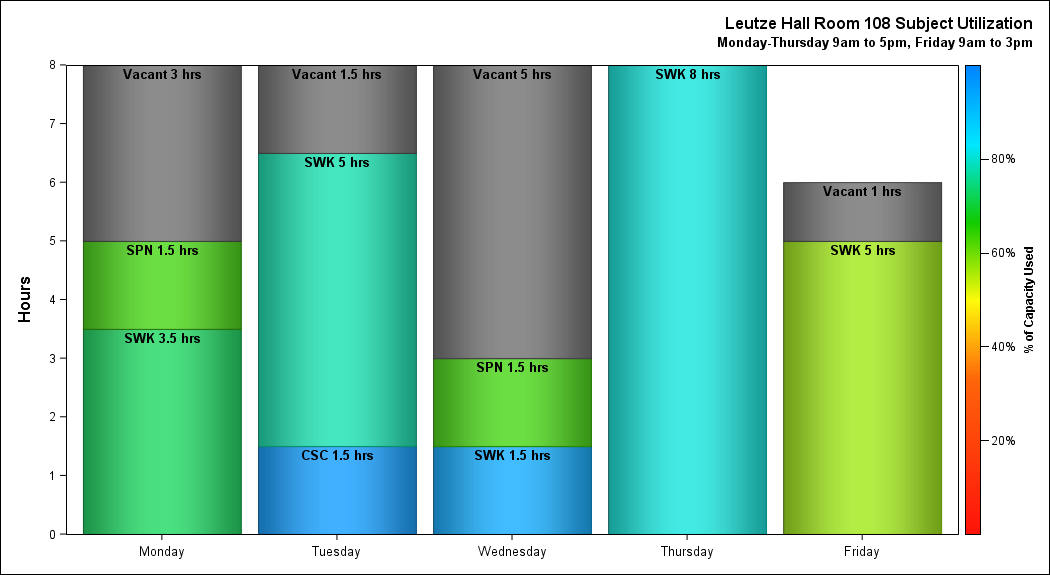 Leutze Hall Room 108 Subject Utilization
Monday-Thursday 9am to 5pm, Friday 9am to 3pm
Hours
8
7
6
5
4
3
2
1
0
Vacant 3 hrs
SPN 1.5 hrs
SWK 3.5 hrs
Vacant 1.5 hrs
SWK 5 hrs
CSC 1.5 hrs
Vacant 5 hrs
SPN 1.5 hrs
SWK 1.5 hrs
SWK 8 hrs
Vacant 1 hrs
SWK 5 hrs
Monday
Tuesday
Wednesday
Thursday
Friday
80%
60%
40%
20%
% of Capacity Used